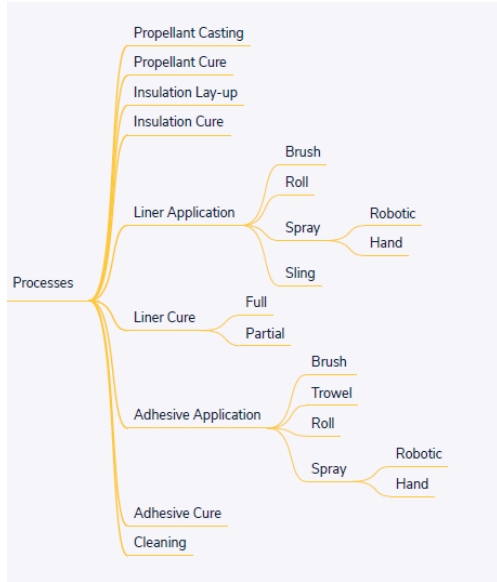 Propellant Casting
Propellant Cure
Insulation Lay-up
Insulation Cure
Brush
Roll
Liner Application
Spray
Robotic
Hand
Sling
Processes
Liner Cure
Full
Partial
Brush
Trowel
Adhesive Application
Roll
Spray
Robotic
Hand
Adhesive Cure
Cleaning